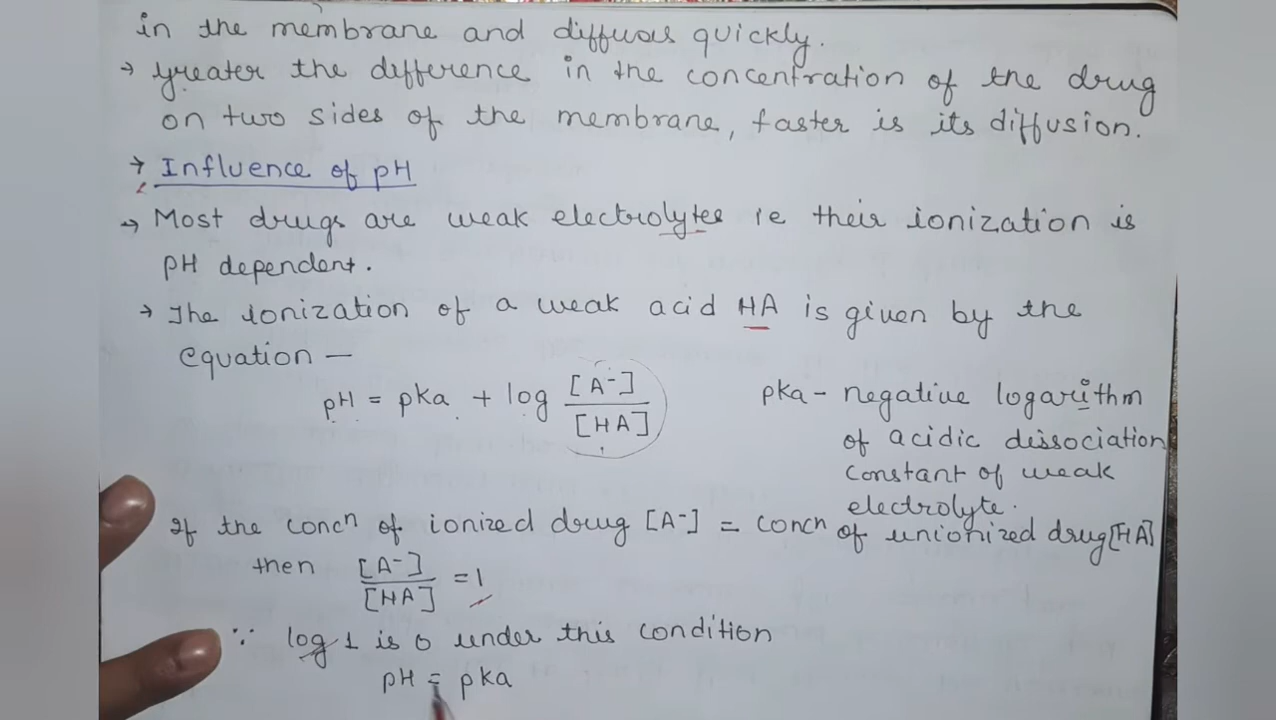 in the membrane and diffuses quickly.
→ greater the difference in the concentration of the drug
on two sides of the membrane, faster is its diffusion.
→ Influence of pH
→ Most drugs are weak electrolytes ie their ionization is
pH dependent.
→ The ionization of a weak acid HA is given by the
equation —
pH = pka + log [A⁻] / [HA]
pka - negative logarithm
of acidic dissociation
constant of weak
electrolyte.
If the concn of ionized drug [A⁻] = concn of unionized drug [HA]
then [A⁻] / [HA] = 1
∵ log 1 is 0 under this condition
pH = pka